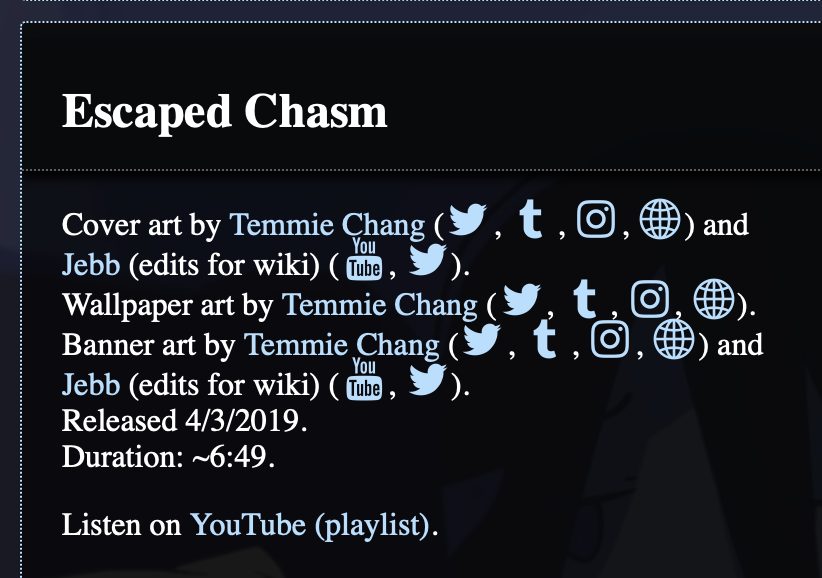 Escaped Chasm
Cover art by Temmie Chang ( , t , , ) and
Jebb (edits for wiki) ( You Tube , ).
Wallpaper art by Temmie Chang ( , t , , ).
Banner art by Temmie Chang ( , t , , ) and
Jebb (edits for wiki) ( You Tube , ).
Released 4/3/2019.
Duration: ~6:49.
Listen on YouTube (playlist).